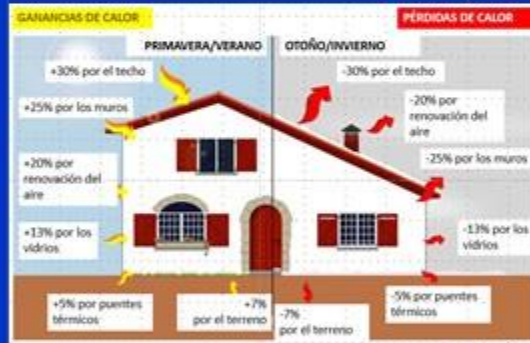 GANANCIAS DE CALOR
PÉRDIDAS DE CALOR
PRIMAVERA/VERANO
OTOÑO/INVIERNO
+30% por el techo
+25% por los muros
+20% por
renovación del
aire
+13% por los
vidrios
+5% por puentes
térmicos
+7%
por el terreno
-30% por el techo
-20% por
renovación del
aire
-25% por los muros
-13% por los
vidrios
-5% por puentes
térmicos
-7%
por el terreno